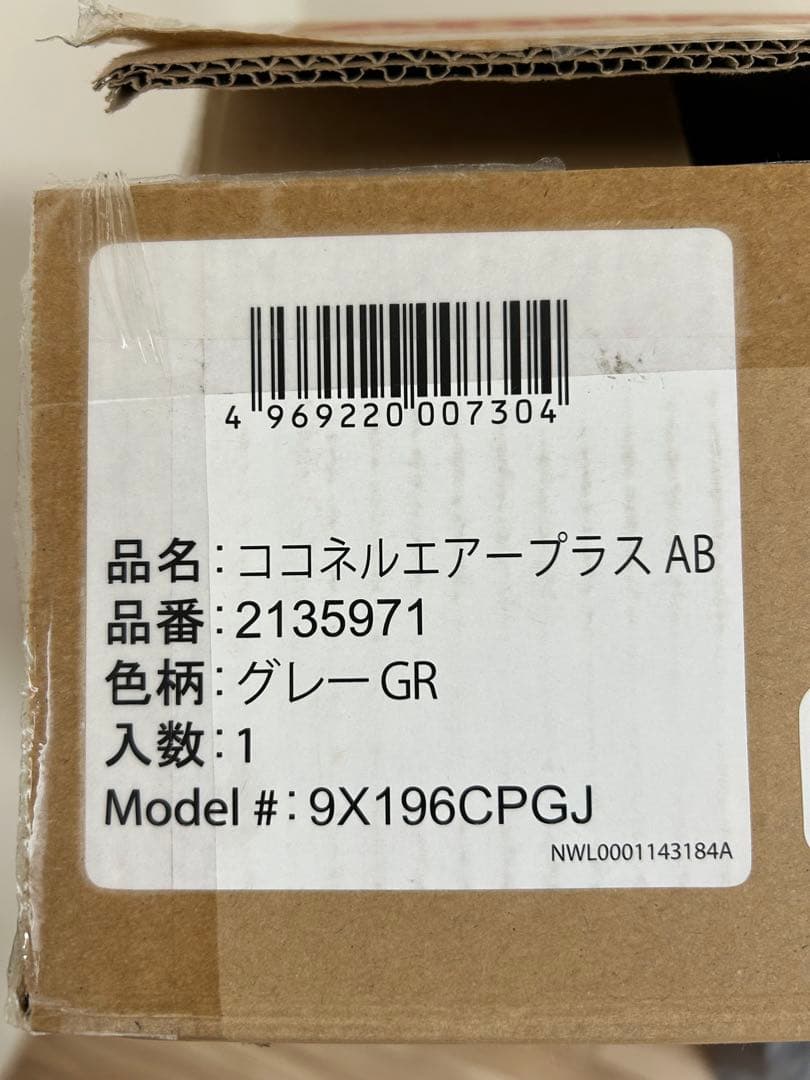 4 969220 007304
品名:ココネルエアープラス AB
品番:2135971
色柄:グレー GR
入数:1
Model #:9X196CPGJ
NWL0001143184A